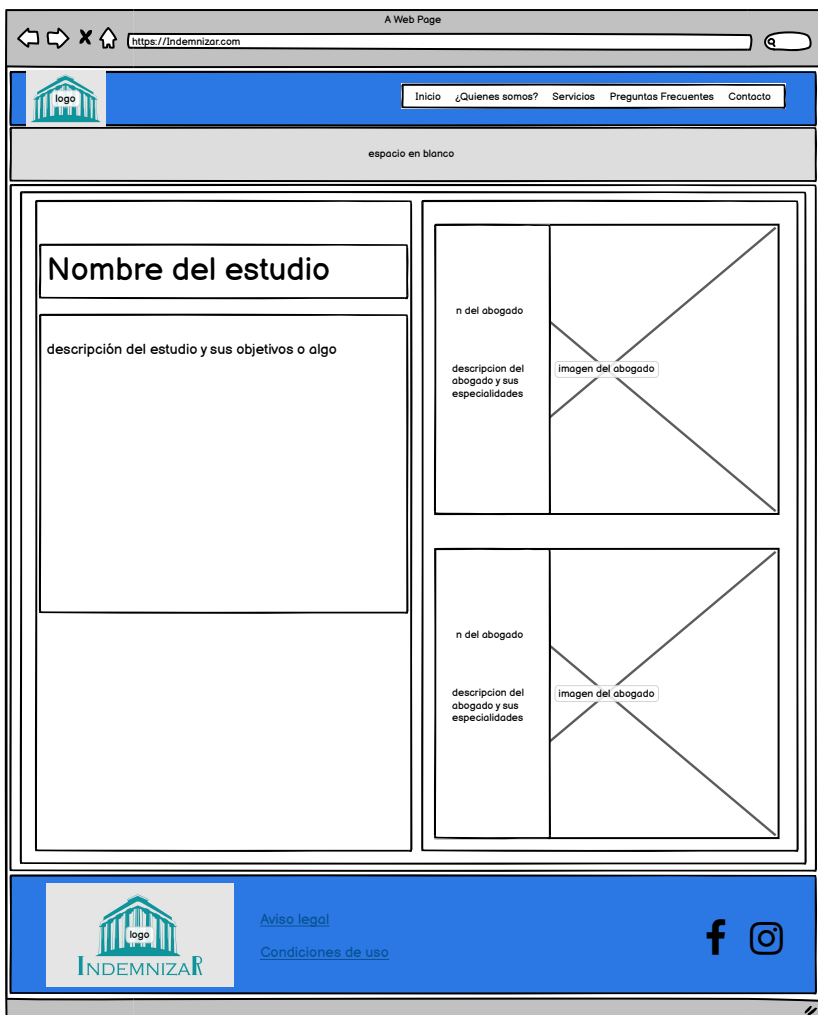 A Web Page
https://Indemnizar.com
logo
Inicio ¿Quienes somos? Servicios Preguntas Frecuentes Contacto
espacio en blanco
Nombre del estudio
descripción del estudio y sus objetivos o algo
n del abogado
descripcion del
abogado y sus
especialidades
imagen del abogado
n del abogado
descripcion del
abogado y sus
especialidades
imagen del abogado
logo
INDEMNIZAR
Aviso legal
Condiciones de uso